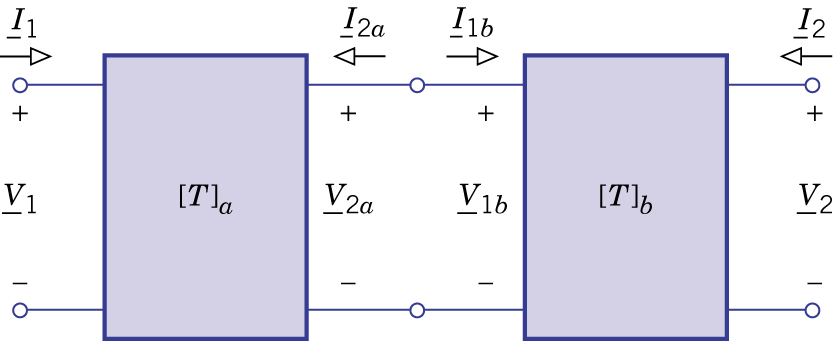 I1 I2a I1b I2
+ + + +
V1 [T]a V2a V1b [T]b V2
− − − −